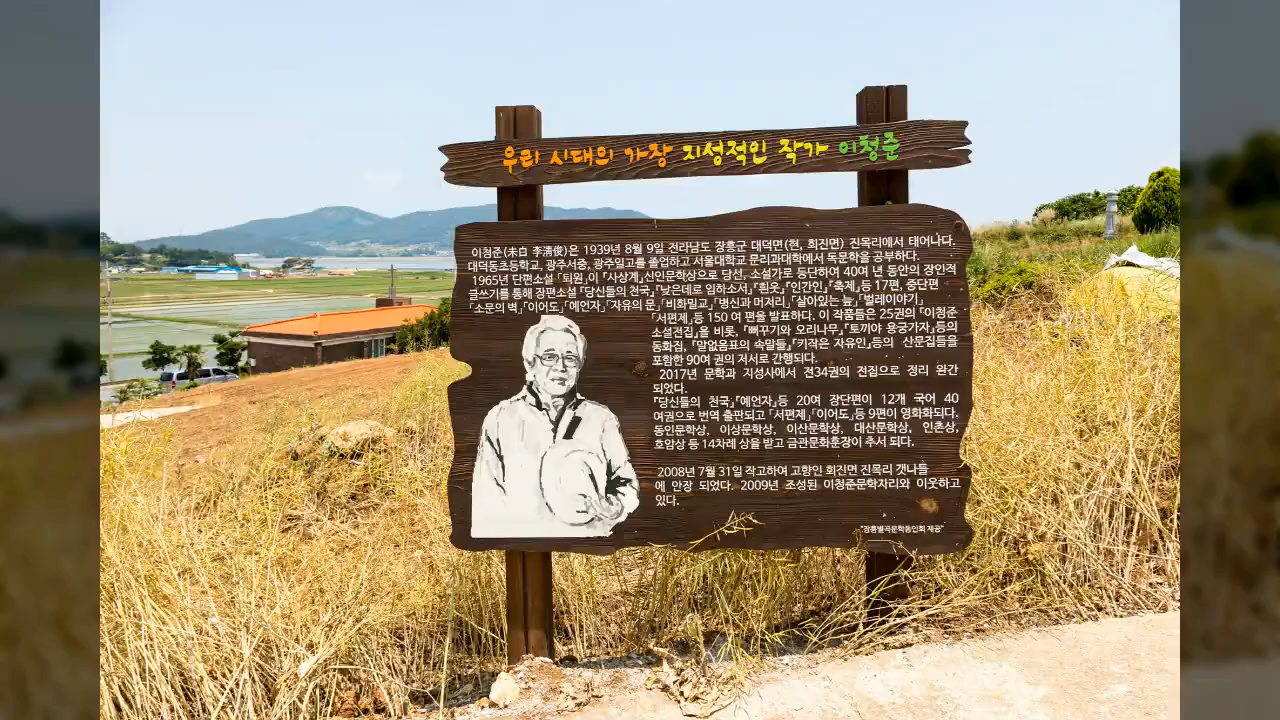 우리 시대의 가장 지성적인 작가 이청준
이청준(未白 李淸俊)은 1939년 8월 9일 전라남도 장흥군 대덕면(현, 회진면) 진목리에서 태어나다.
대덕동초등학교, 광주서중, 광주일고를 졸업하고 서울대학교 문리과대학에서 독문학을 공부하다.
1965년 단편소설 「퇴원」이 『사상계』신인문학상으로 당선, 소설가로 등단하여 40여 년 동안의 장인적
글쓰기를 통해 장편소설 『당신들의 천국』,『낮은데로 임하소서』,『흰옷』,『인간인』,『축제』등 17편, 중단편
「소문의 벽」,「이어도」,「예언자」,「자유의 문」,「비화밀교」,「병신과 머저리」,「살아있는 늪」,「벌레이야기」
「서편제」등 150 여 편을 발표하다. 이 작품들은 25권의 『이청준
소설전집』을 비롯, 『뻐꾸기와 오리나무』,『토끼야 용궁가자』등의
동화집, 『말없음표의 속말들』,『키작은 자유인』등의 산문집들을
포함한 90여 권의 저서로 간행되다.
2017년 문학과 지성사에서 전34권의 전집으로 정리 완간
되었다.
『당신들의 천국』,『예언자』등 20여 장단편이 12개 국어 40
여권으로 번역 출판되고 「서편제」,「이어도」등 9편이 영화화되다.
동인문학상, 이상문학상, 이산문학상, 대산문학상, 인촌상,
호암상 등 14차례 상을 받고 금관문화훈장이 추서 되다.
2008년 7월 31일 작고하여 고향인 회진면 진목리 갯나들
에 안장 되었다. 2009년 조성된 이청준문학자리와 이웃하고
있다.
"장흥별곡문학동인회 제공"